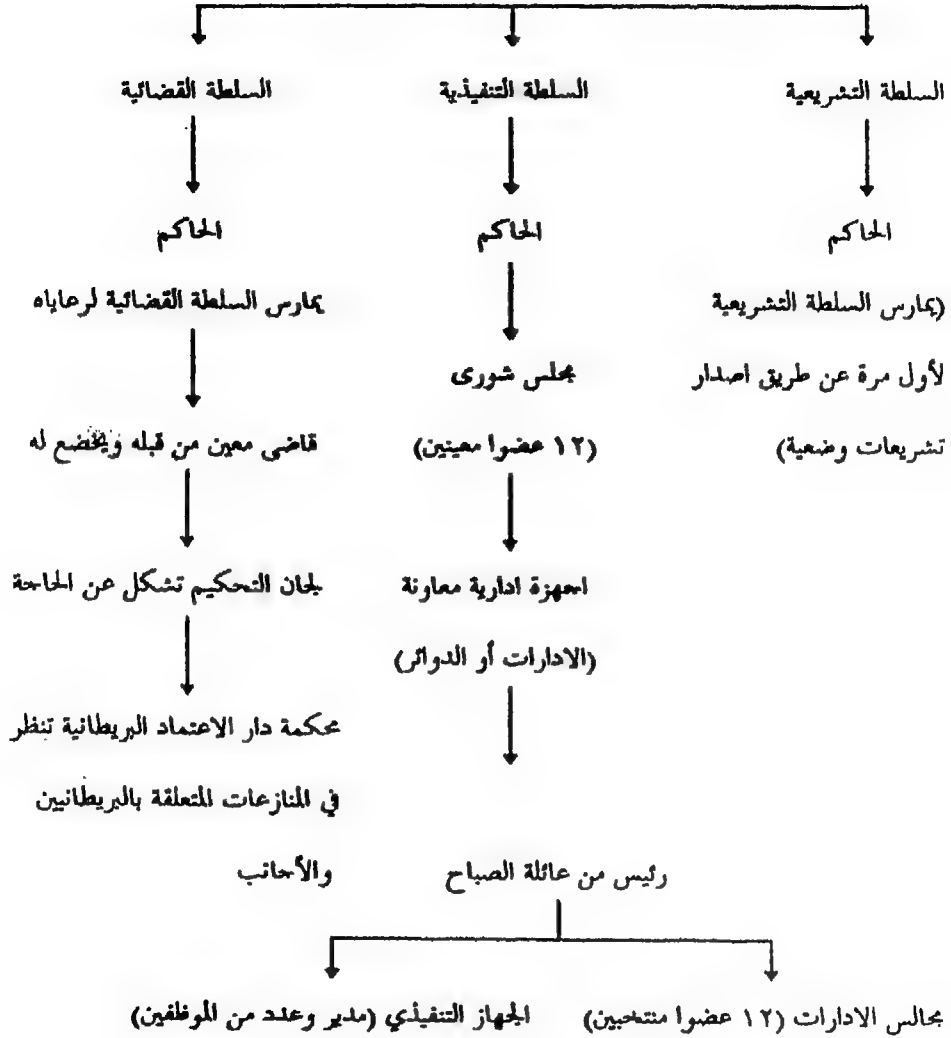 السلطة التشريعية
السلطة التنفيذية
السلطة القضائية
الحاكم
الحاكم
الحاكم
(يمارس السلطة التشريعية
يمارس السلطة القضائية لرعاياه
لأول مرة عن طريق اصدار
مجلس شورى
تشريعات وضعية)
(١٢ عضوا معينين)
قاضى معين من قبله ويخضع له
اجهزة ادارية معاونة
لجان التحكيم تشكل عن الحاجة
(الادارات أو الدوائر)
محكمة دار الاعتماد البريطانية تنظر
في المنازعات المتعلقة بالبريطانيين
رئيس من عائلة الصباح
والأجانب
مجالس الادارات (١٢ عضوا منتخبين)
الجهاز التنفيذي (مدير وعدد من الموظفين)